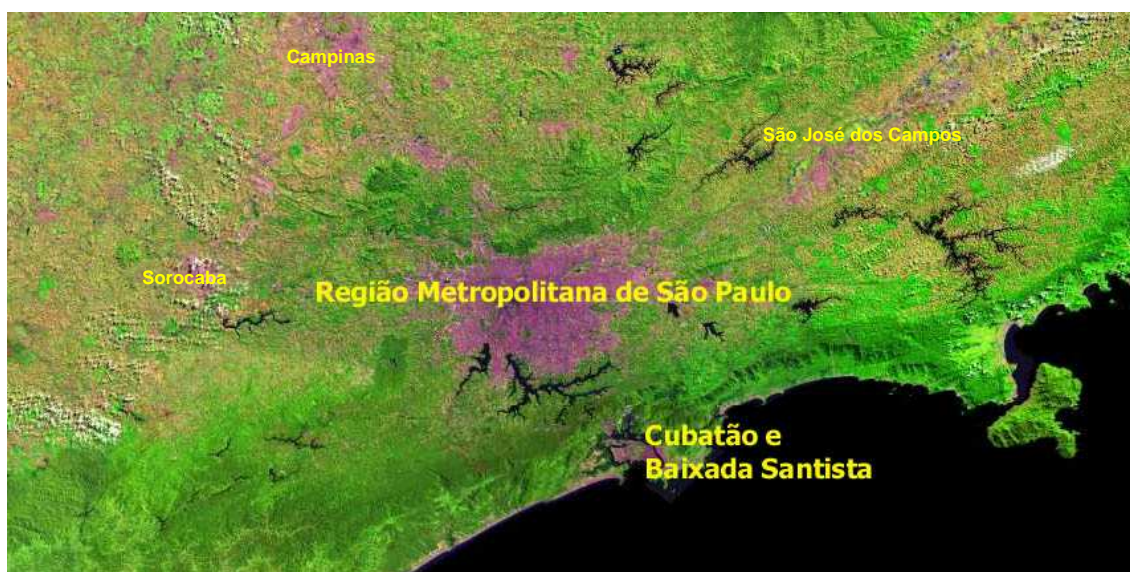 Campinas
São José dos Campos
Sorocaba
Região Metropolitana de São Paulo
Cubatão e
Baixada Santista